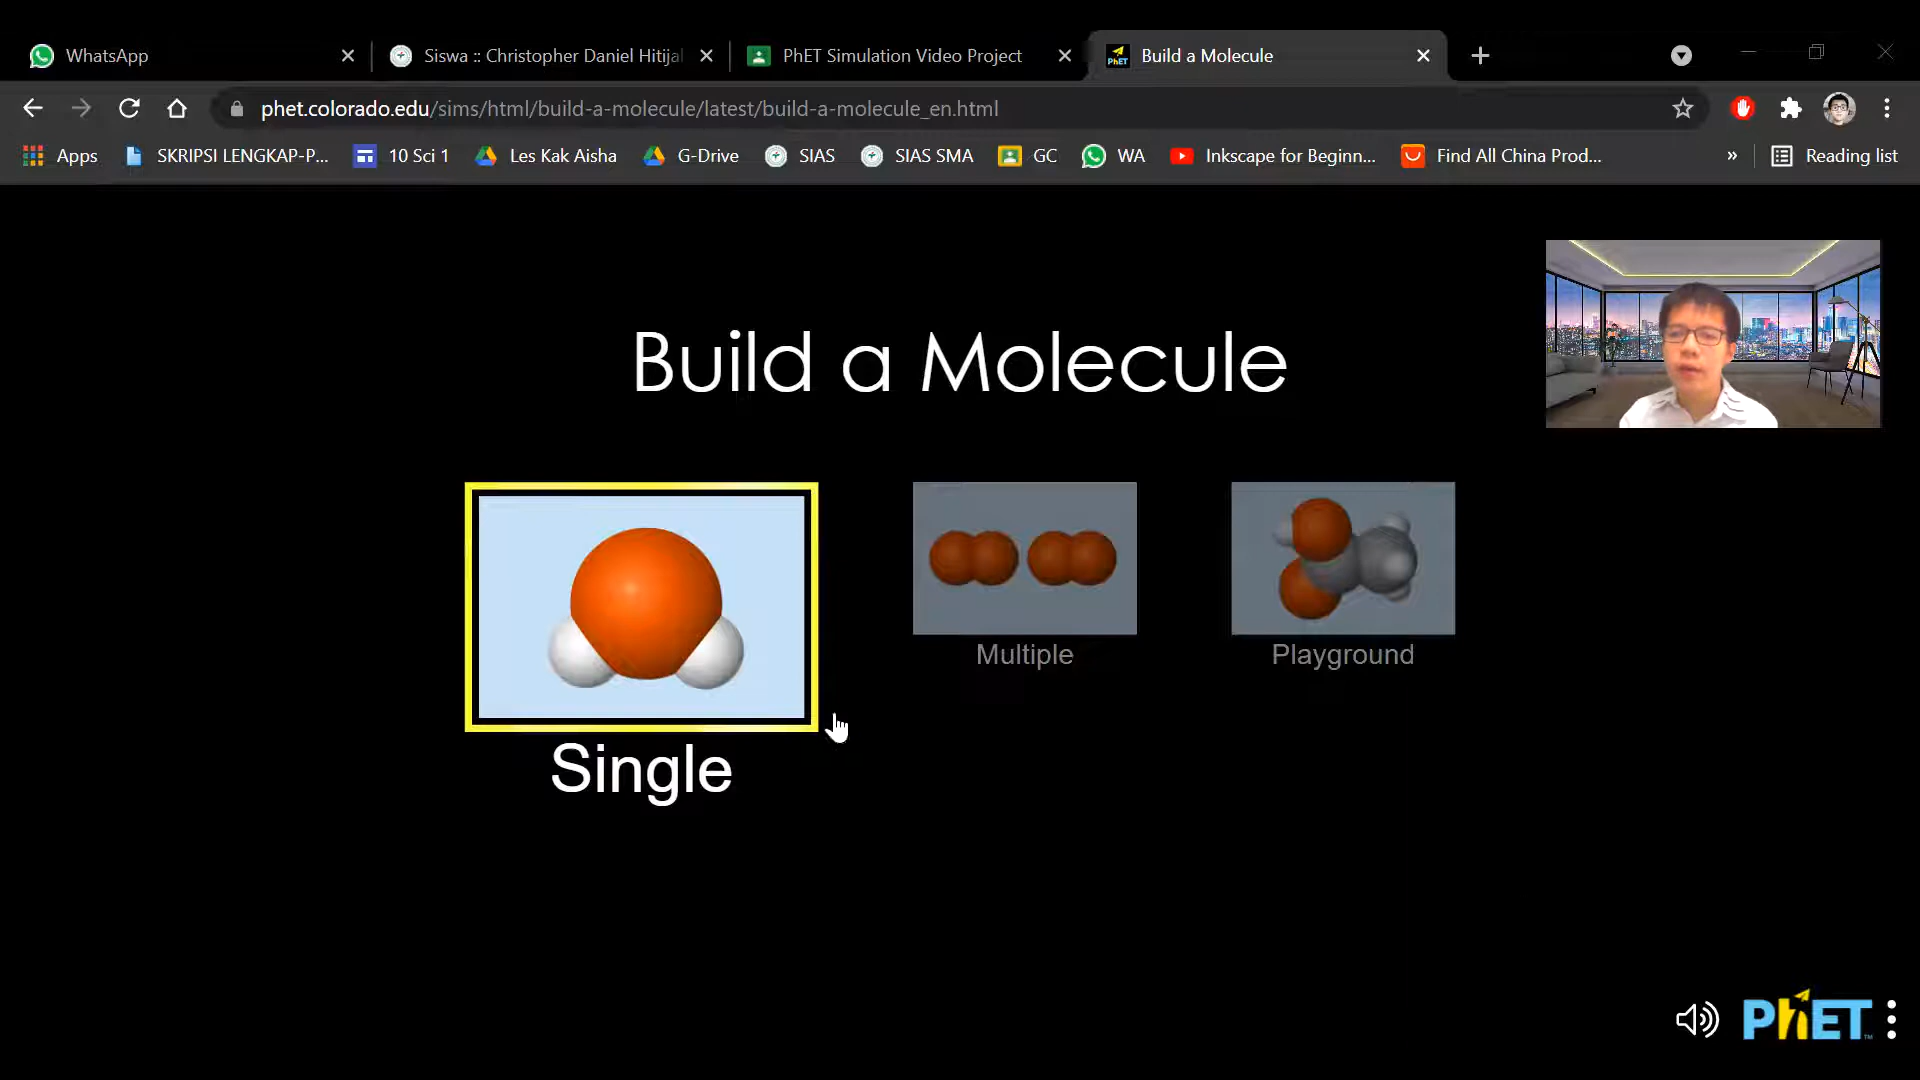 WhatsApp
Siswa :: Christopher Daniel Hitijal
PhET Simulation Video Project
PhET
Build a Molecule
phet.colorado.edu/sims/html/build-a-molecule/latest/build-a-molecule_en.html
Apps
SKRIPSI LENGKAP-P...
10 Sci 1
Les Kak Aisha
G-Drive
SIAS
SIAS SMA
GC
WA
Inkscape for Beginn...
Find All China Prod...
»
Reading list
Build a Molecule
Single
Multiple
Playground
PhET